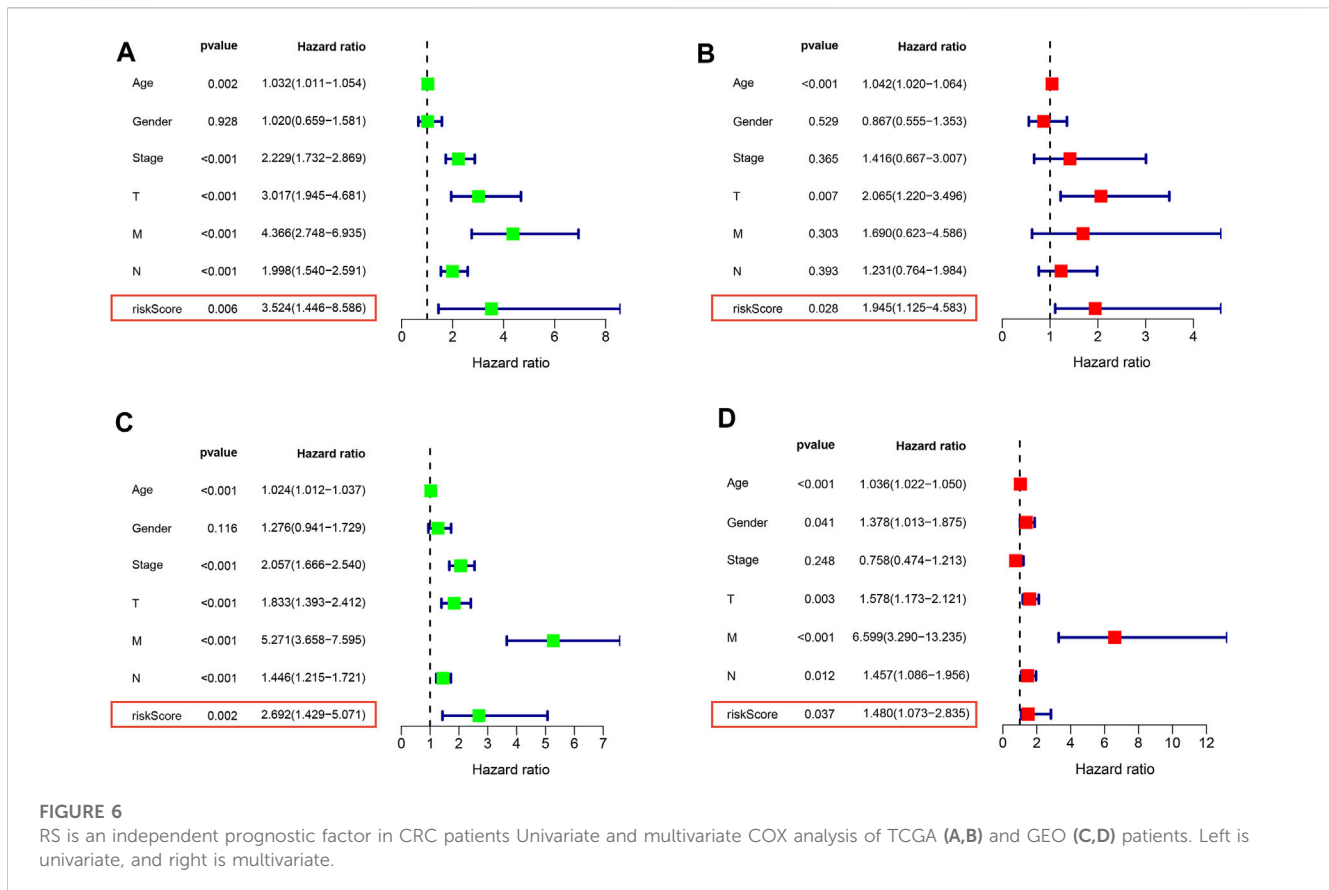 A
pvalue Hazard ratio
Age 0.002 1.032(1.011−1.054)
Gender 0.928 1.020(0.659−1.581)
Stage <0.001 2.229(1.732−2.869)
T <0.001 3.017(1.945−4.681)
M <0.001 4.366(2.748−6.935)
N <0.001 1.998(1.540−2.591)
riskScore 0.006 3.524(1.446−8.586)
0 2 4 6 8
Hazard ratio
B
pvalue Hazard ratio
Age <0.001 1.042(1.020−1.064)
Gender 0.529 0.867(0.555−1.353)
Stage 0.365 1.416(0.667−3.007)
T 0.007 2.065(1.220−3.496)
M 0.303 1.690(0.623−4.586)
N 0.393 1.231(0.764−1.984)
riskScore 0.028 1.945(1.125−4.583)
0 1 2 3 4
Hazard ratio
C
pvalue Hazard ratio
Age <0.001 1.024(1.012−1.037)
Gender 0.116 1.276(0.941−1.729)
Stage <0.001 2.057(1.666−2.540)
T <0.001 1.833(1.393−2.412)
M <0.001 5.271(3.658−7.595)
N <0.001 1.446(1.215−1.721)
riskScore 0.002 2.692(1.429−5.071)
0 1 2 3 4 5 6 7
Hazard ratio
D
pvalue Hazard ratio
Age <0.001 1.036(1.022−1.050)
Gender 0.041 1.378(1.013−1.875)
Stage 0.248 0.758(0.474−1.213)
T 0.003 1.578(1.173−2.121)
M <0.001 6.599(3.290−13.235)
N 0.012 1.457(1.086−1.956)
riskScore 0.037 1.480(1.073−2.835)
0 2 4 6 8 10 12
Hazard ratio
FIGURE 6
RS is an independent prognostic factor in CRC patients Univariate and multivariate COX analysis of TCGA (A,B) and GEO (C,D) patients. Left is
univariate, and right is multivariate.